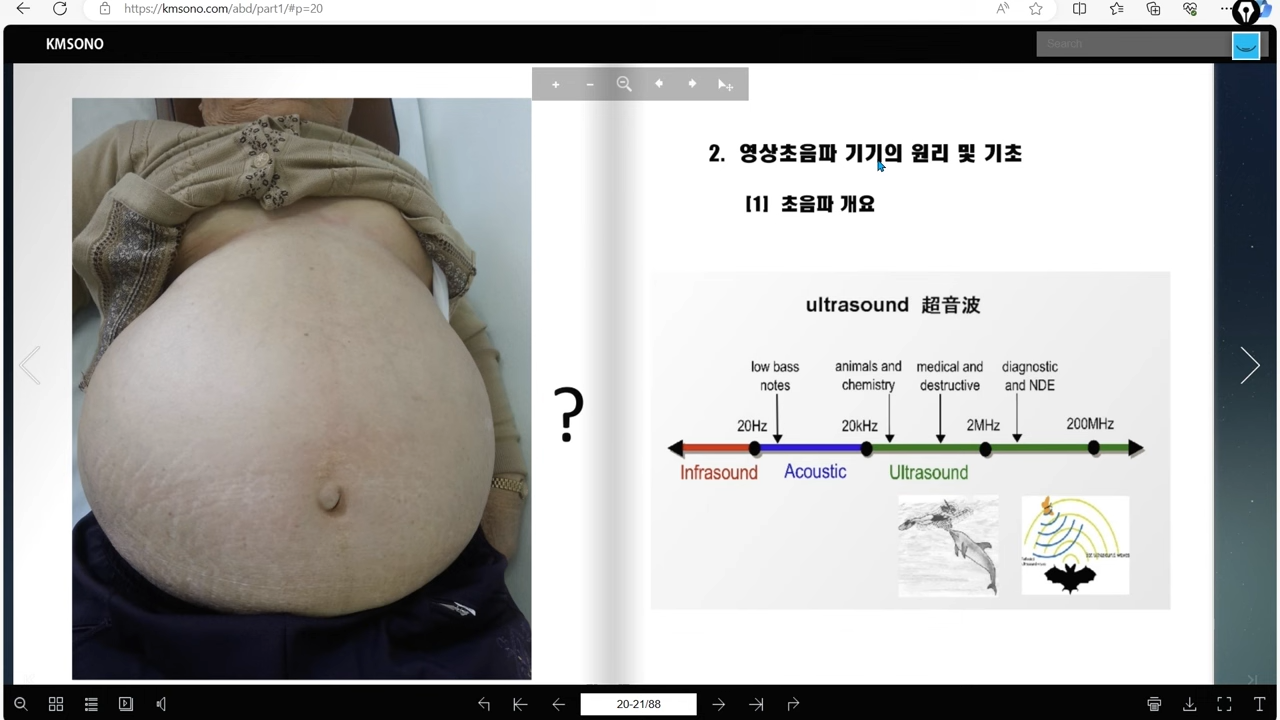 https://kmsono.com/abd/part1/#p=20
KMSONO
Search
?
2. 영상초음파 기기의 원리 및 기초
[1] 초음파 개요
ultrasound 超音波
low bass
notes
animals and
chemistry
medical and
destructive
diagnostic
and NDE
20Hz
20kHz
2MHz
200MHz
Infrasound
Acoustic
Ultrasound
20-21/88